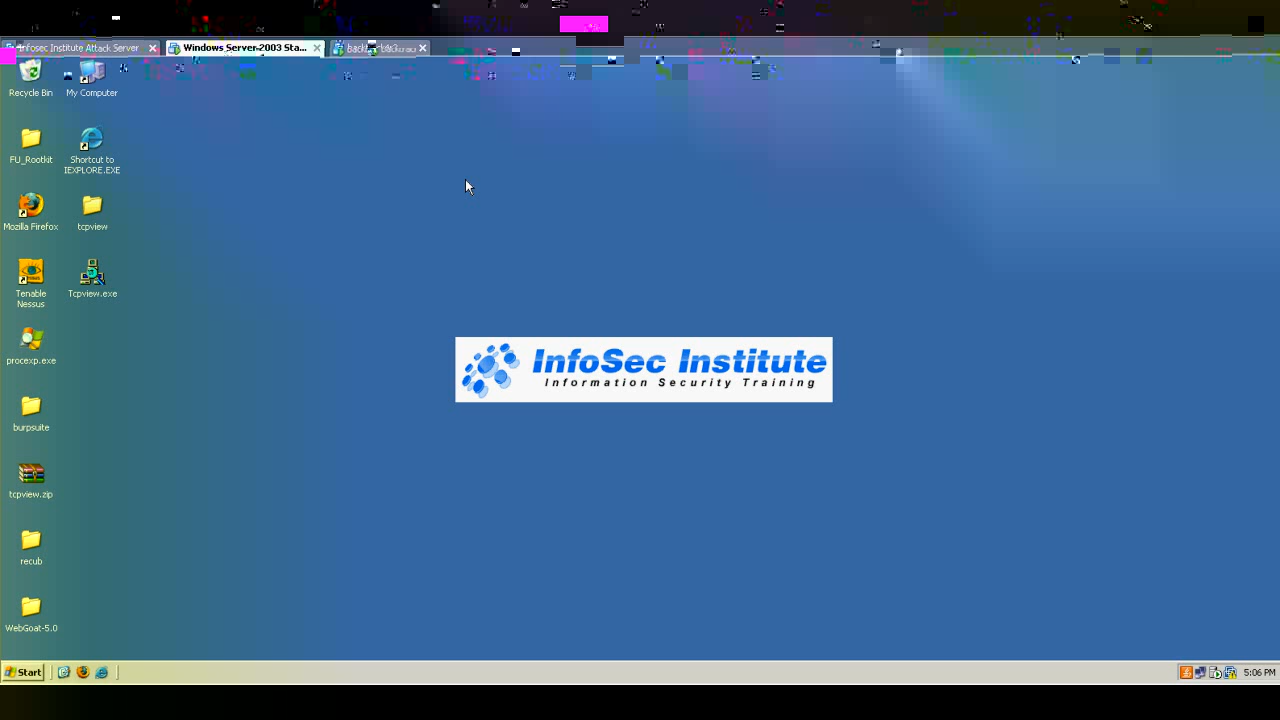 Infosec Institute Attack Server
Windows Server 2003 Sta...
Recycle Bin
My Computer
FU_Rootkit
Shortcut to
IEXPLORE.EXE
Mozilla Firefox
tcpview
Tenable
Nessus
Tcpview.exe
procexp.exe
InfoSec Institute
Information Security Training
burpsuite
tcpview.zip
recub
WebGoat-5.0
Start
5:06 PM